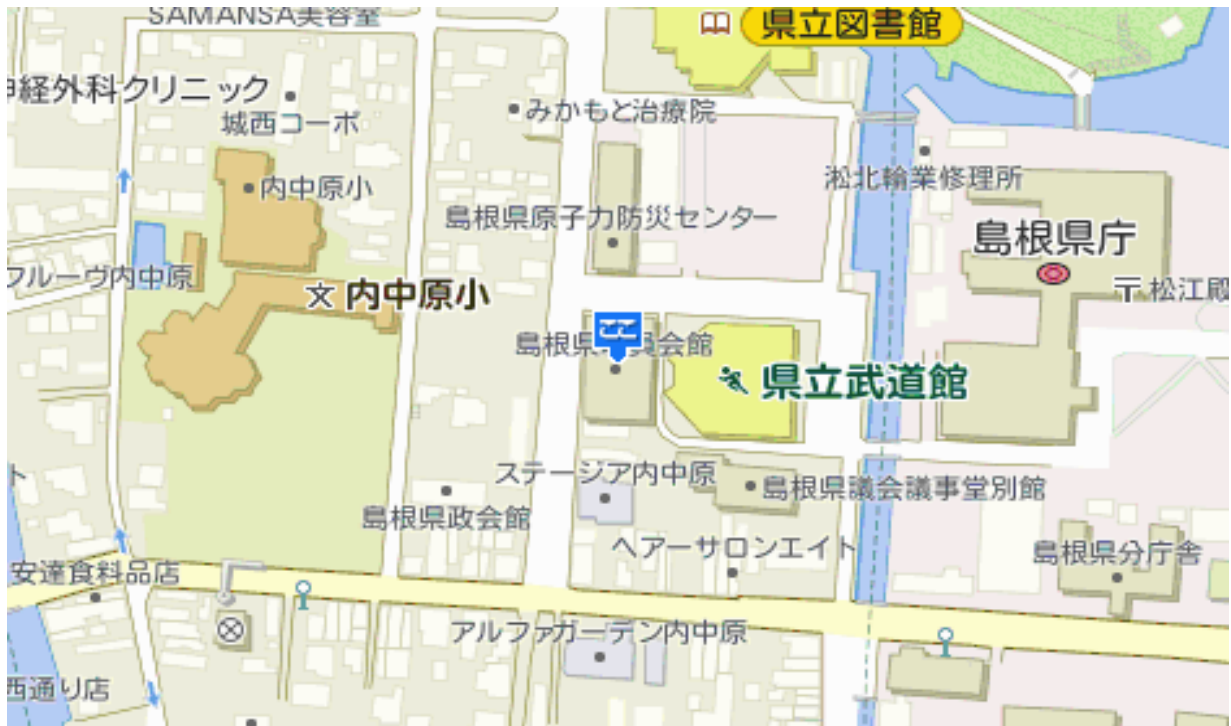 SAMANSA美容室
県立図書館
神経外科クリニック
城西コーポ
みかもと治療院
内中原小
淞北輪業修理所
島根県原子力防災センター
島根県庁
フルーヴ内中原
内中原小
〒松江殿
島根県 員会館
県立武道館
ト
ステージア内中原
島根県議会議事堂別館
島根県政会館
ヘアーサロンエイト
島根県分庁舎
安達食料品店
アルファガーデン内中原
西通り店